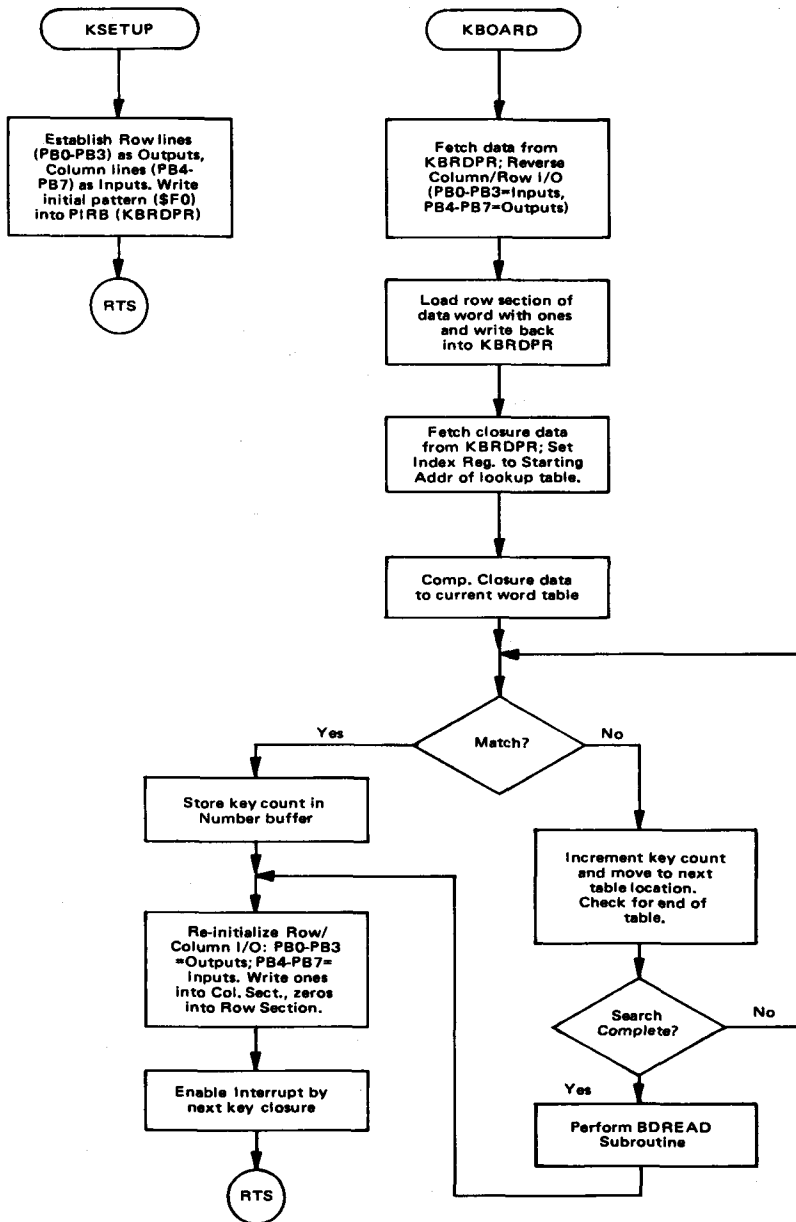 KSETUP
Establish Row lines
(PB0-PB3) as Outputs,
Column lines (PB4-
PB7) as Inputs. Write
initial pattern ($F0)
into PIRB (KBRDPR)
RTS
KBOARD
Fetch data from
KBRDPR; Reverse
Column/Row I/O
(PB0-PB3=Inputs,
PB4-PB7=Outputs)
Load row section of
data word with ones
and write back
into KBRDPR
Fetch closure data
from KBRDPR; Set
Index Reg. to Starting
Addr of lookup table.
Comp. Closure data
to current word table
Match?
Yes
No
Store key count in
Number buffer
Re-initialize Row/
Column I/O: PB0-PB3
=Outputs; PB4-PB7=
Inputs. Write ones
into Col. Sect., zeros
into Row Section.
Enable Interrupt by
next key closure
RTS
Increment key count
and move to next
table location.
Check for end of
table.
Search
Complete?
No
Yes
Perform BDREAD
Subroutine